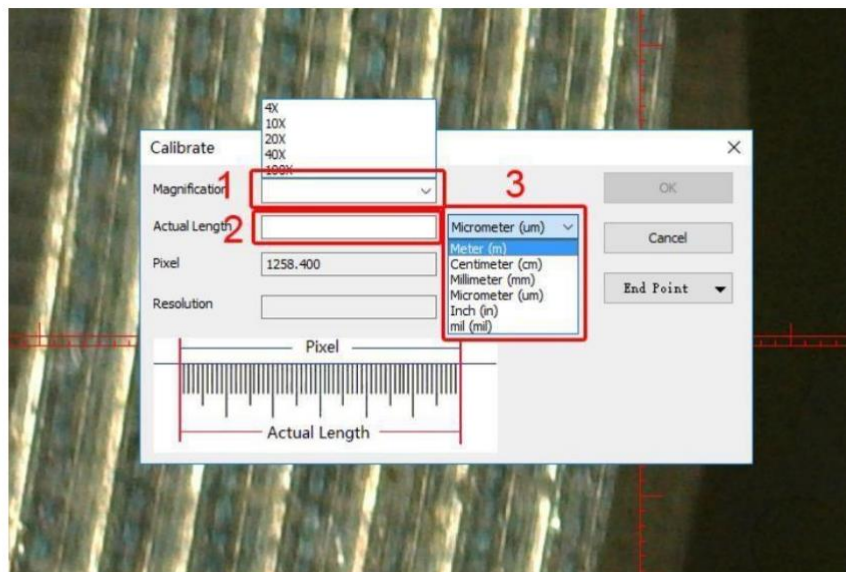 4X
10X
20X
40X
100X
Calibrate
Magnification
1
3
OK
Actual Length
2
Micrometer (um)
Cancel
Meter (m)
Centimeter (cm)
Millimeter (mm)
Micrometer (um)
Inch (in)
mil (mil)
Pixel
1258.400
End Point
Resolution
Pixel
Actual Length